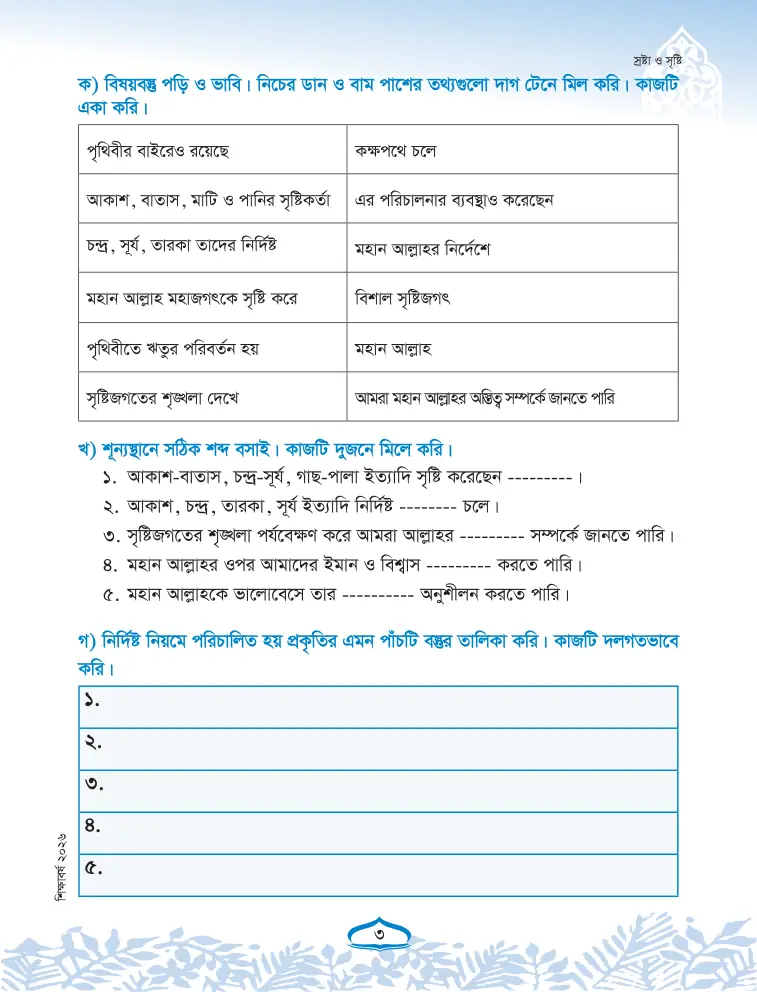 স্রষ্টা ও সৃষ্টি
ক) বিষয়বস্তু পড়ি ও ভাবি। নিচের ডান ও বাম পাশের তথ্যগুলো দাগ টেনে মিল করি। কাজটি
একা করি।
পৃথিবীর বাইরেও রয়েছে
কক্ষপথে চলে
আকাশ, বাতাস, মাটি ও পানির সৃষ্টিকর্তা
এর পরিচালনার ব্যবস্থাও করেছেন
চন্দ্র, সূর্য, তারকা তাদের নির্দিষ্ট
মহান আল্লাহর নির্দেশে
মহান আল্লাহ মহাজগৎকে সৃষ্টি করে
বিশাল সৃষ্টিজগৎ
পৃথিবীতে ঋতুর পরিবর্তন হয়
মহান আল্লাহ
সৃষ্টিজগতের শৃঙ্খলা দেখে
আমরা মহান আল্লাহর অস্তিত্ব সম্পর্কে জানতে পারি
খ) শূন্যস্থানে সঠিক শব্দ বসাই। কাজটি দুজনে মিলে করি।
১. আকাশ-বাতাস, চন্দ্র-সূর্য, গাছ-পালা ইত্যাদি সৃষ্টি করেছেন ---------।
২. আকাশ, চন্দ্র, তারকা, সূর্য ইত্যাদি নির্দিষ্ট -------- চলে।
৩. সৃষ্টিজগতের শৃঙ্খলা পর্যবেক্ষণ করে আমরা আল্লাহর --------- সম্পর্কে জানতে পারি।
৪. মহান আল্লাহর ওপর আমাদের ইমান ও বিশ্বাস --------- করতে পারি।
৫. মহান আল্লাহকে ভালোবেসে তার ---------- অনুশীলন করতে পারি।
গ) নির্দিষ্ট নিয়মে পরিচালিত হয় প্রকৃতির এমন পাঁচটি বস্তুর তালিকা করি। কাজটি দলগতভাবে
করি।
১.
২.
৩.
৪.
৫.
শিক্ষাবর্ষ ২০২৬
৩